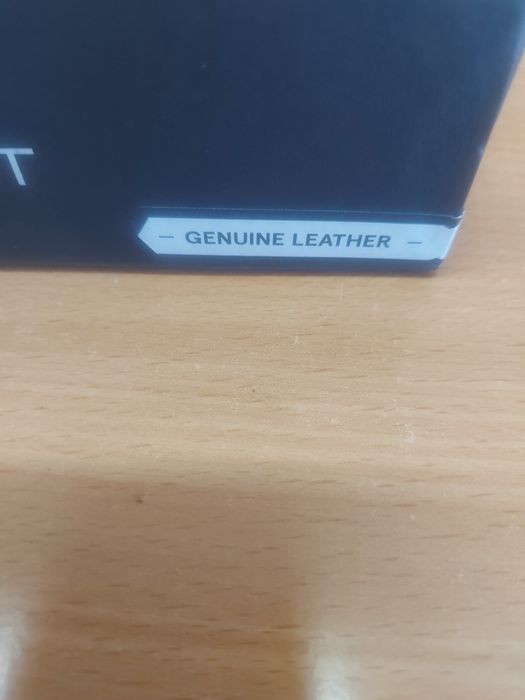 T
— GENUINE LEATHER —